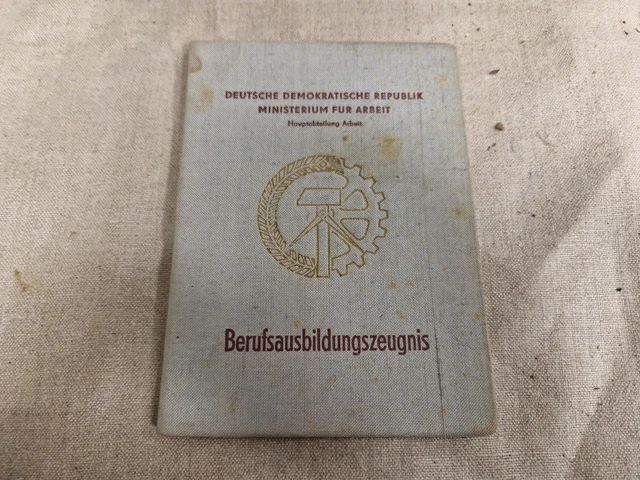 DEUTSCHE DEMOKRATISCHE REPUBLIK
MINISTERIUM FÜR ARBEIT
Hauptabteilung Arbeit
Berufsausbildungszeugnis